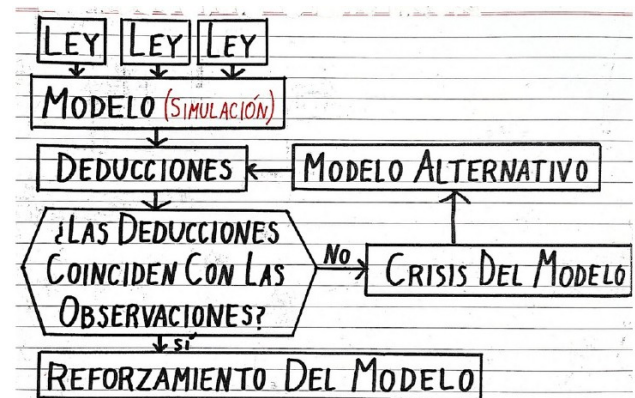 LEY LEY LEY
MODELO (SIMULACIÓN)
DEDUCCIONES
MODELO ALTERNATIVO
¿LAS DEDUCCIONES
COINCIDEN CON LAS
OBSERVACIONES?
NO
CRISIS DEL MODELO
SÍ
REFORZAMIENTO DEL MODELO